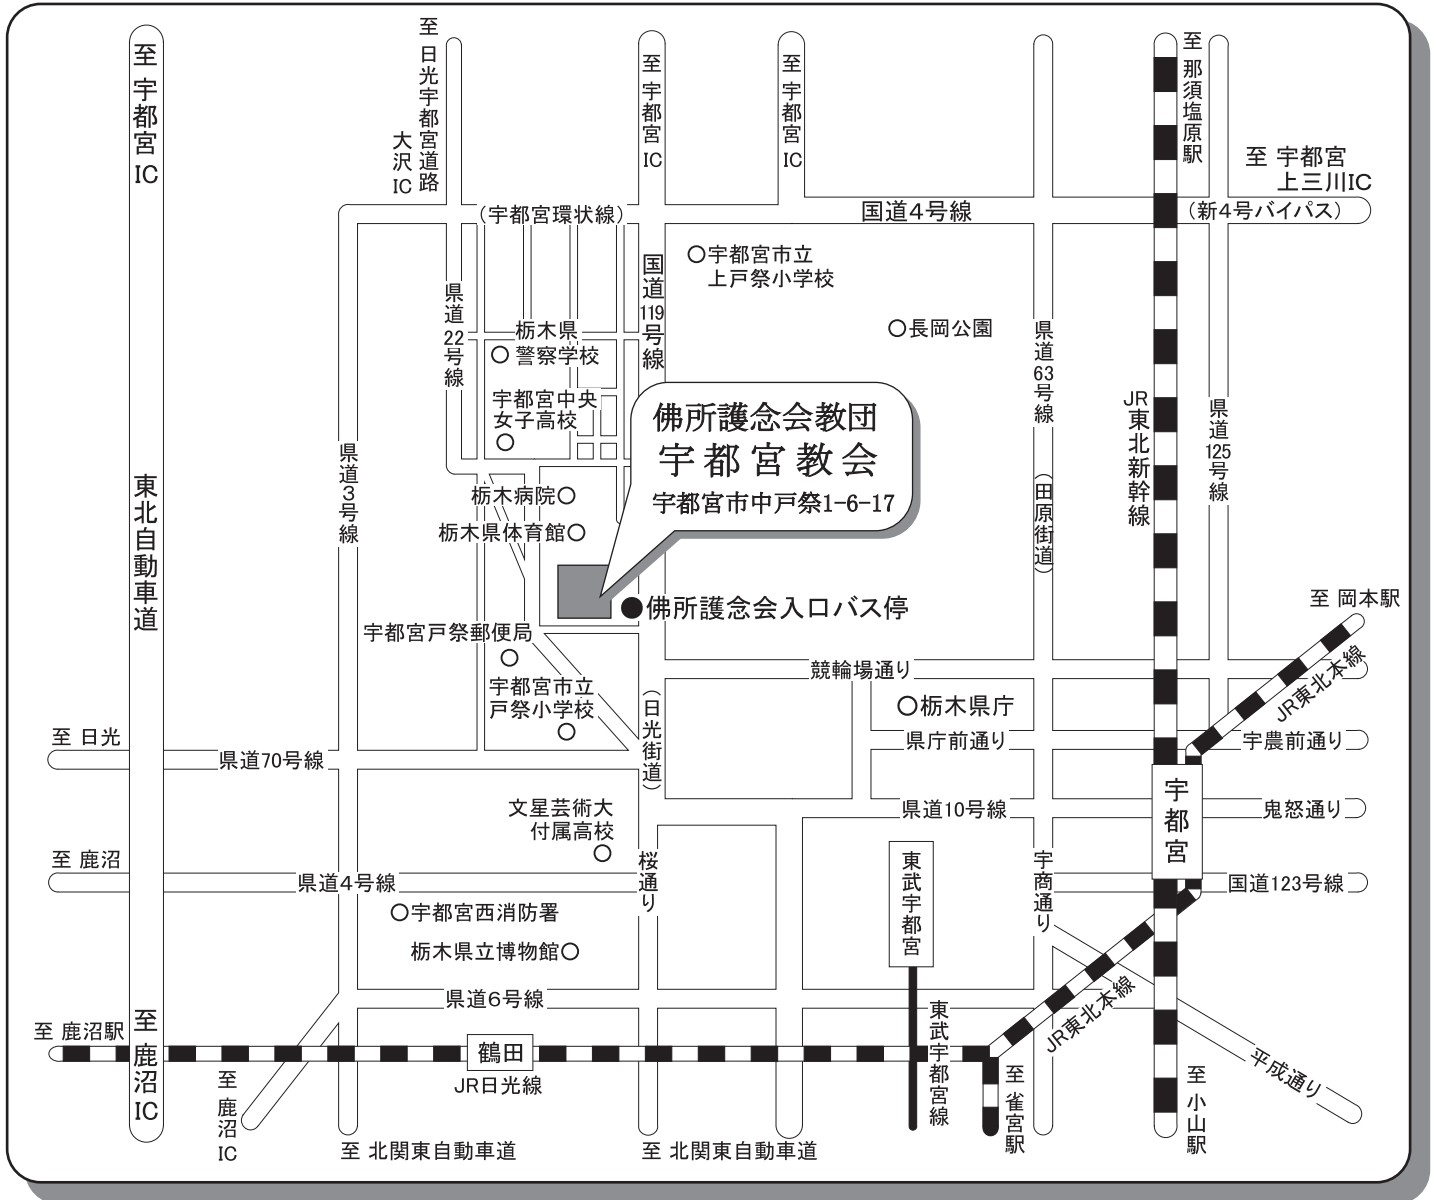 至 宇都宮 IC
至 日光宇都宮道路
大沢IC
至 宇都宮 IC
至 宇都宮 IC
至 那須塩原駅
至 宇都宮
上三川IC
（宇都宮環状線）
国道4号線
（新4号バイパス）
宇都宮市立
上戸祭小学校
国道119号線
県道22号線
栃木県
警察学校
長岡公園
県道63号線
宇都宮中央
女子高校
佛所護念会教団
宇都宮教会
宇都宮市中戸祭1-6-17
JR東北新幹線
県道125号線
県道3号線
東北自動車道
栃木病院
栃木県体育館
（田原街道）
佛所護念会入口バス停
至 岡本駅
宇都宮戸祭郵便局
競輪場通り
JR東北本線
宇都宮市立
戸祭小学校
（日光街道）
栃木県庁
至 日光
県道70号線
県庁前通り
宇農前通り
宇都宮
文星芸術大
付属高校
県道10号線
鬼怒通り
至 鹿沼
県道4号線
桜通り
東武宇都宮
宇商通り
国道123号線
宇都宮西消防署
栃木県立博物館
県道6号線
至 鹿沼駅
至 鹿沼 IC
鶴田
JR日光線
東武宇都宮線
JR東北本線
平成通り
至 鹿沼IC
至 雀宮駅
至 小山駅
至 北関東自動車道
至 北関東自動車道